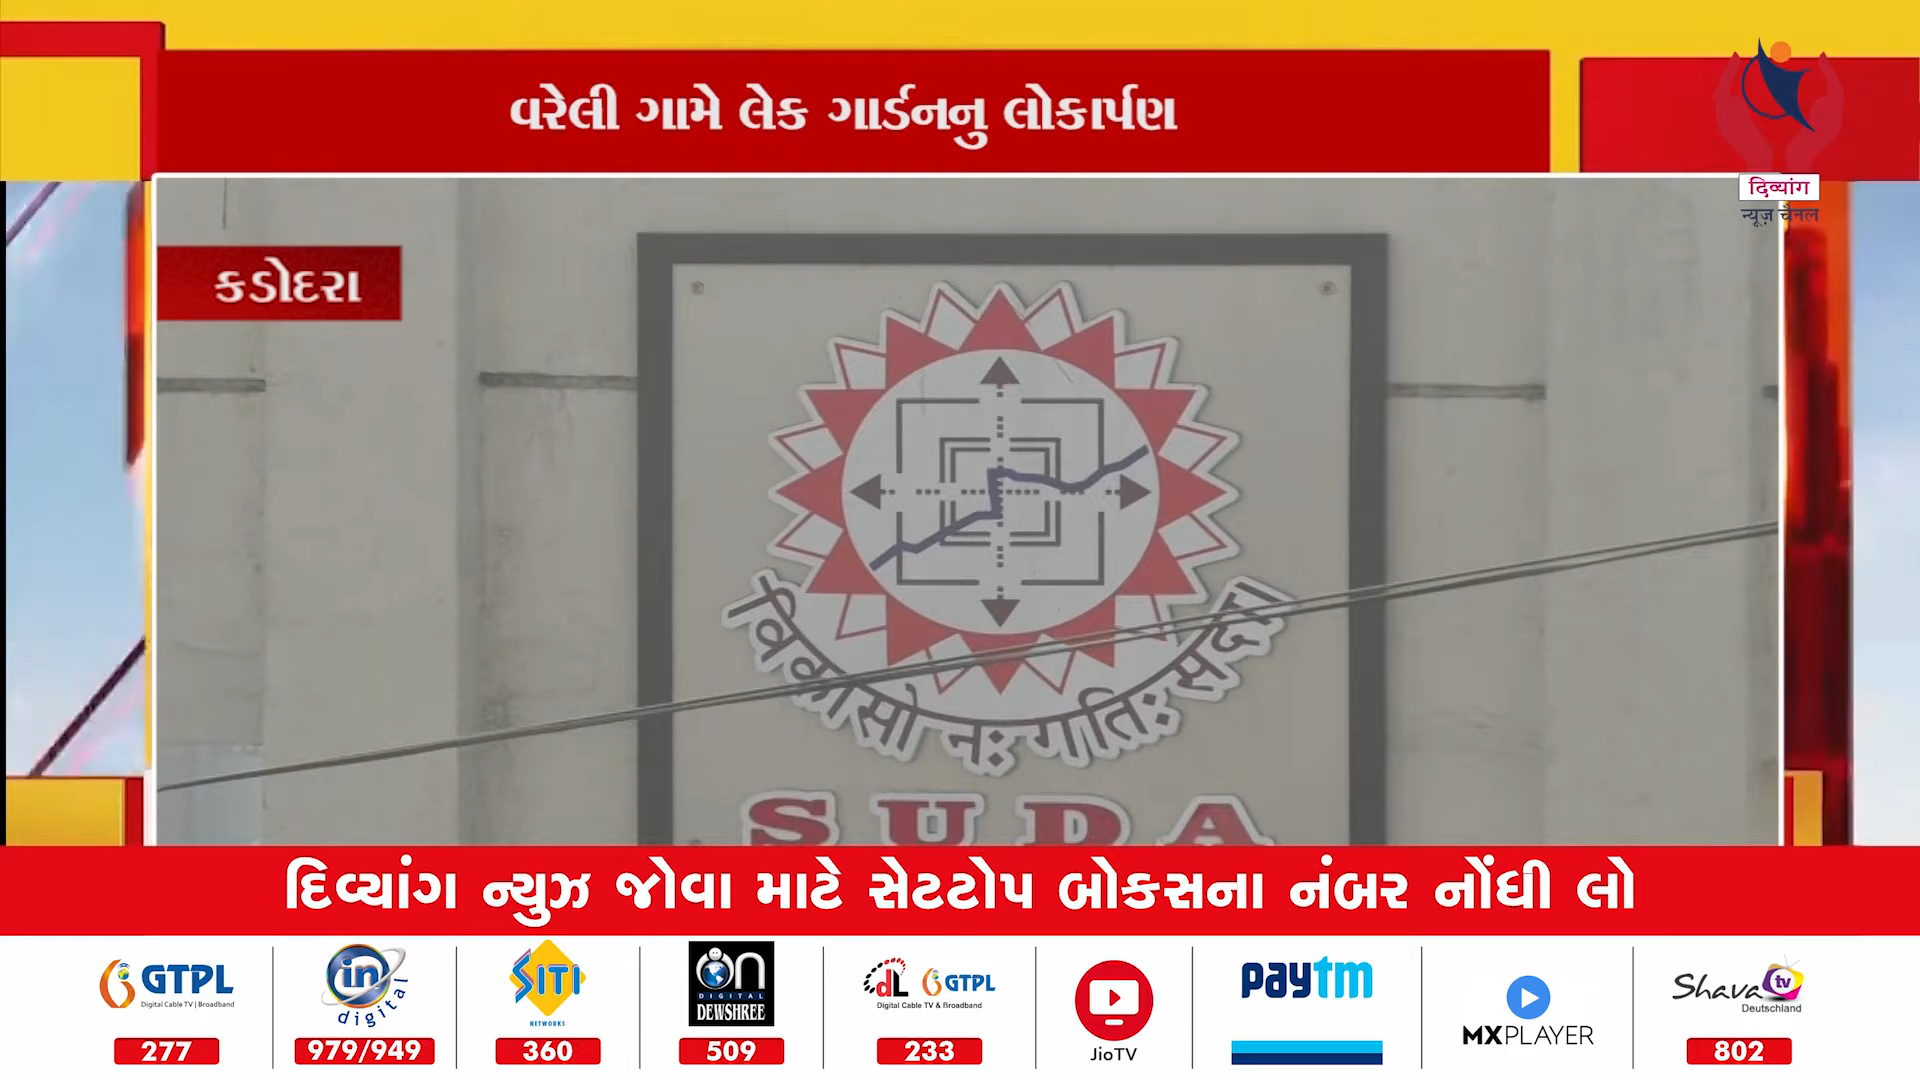 વરેલી ગામે લેક ગાર્ડનનુ લોકાર્પણ
दिव्यांग
न्यूज़ चैनल
કડોદરા
विकासो नः गतिः सदा
SUDA
દિવ્યાંગ ન્યુઝ જોવા માટે સેટટોપ બોકસના નંબર નોંધી લો
GTPL
Digital Cable TV | Broadband
277
in
digital
979/949
SITI
NETWORKS
360
ON
DIGITAL
DEWSHREE
509
dL GTPL
Digital Cable TV & Broadband
233
JioTV
paytm
MXPLAYER
Shava tv
Deutschland
802